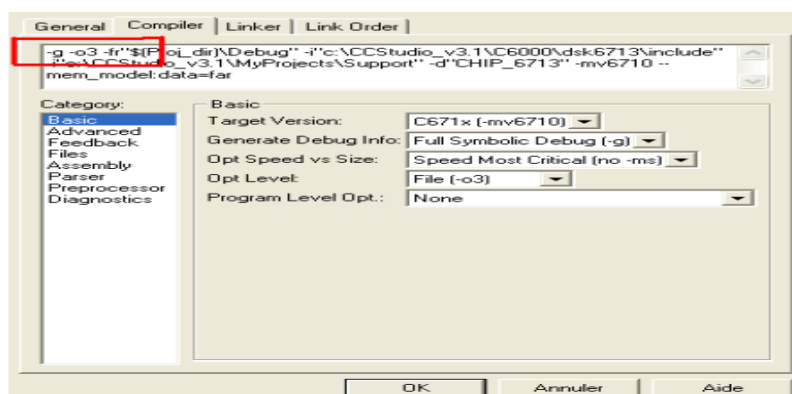 General Compiler Linker Link Order
-g -o3 -fr"$(Proj_dir)\Debug" -i"c:\CCStudio_v3.1\C6000\dsk6713\include"
CCStudio_v3.1\MyProjects\Support" -d"CHIP_6713" -mv6710 --
mem_model:data=far
Category:
Basic
Advanced
Feedback
Files
Assembly
Parser
Preprocessor
Diagnostics
Basic
Target Version: C671x (-mv6710)
Generate Debug Info: Full Symbolic Debug (-g)
Opt Speed vs Size: Speed Most Critical (no -ms)
Opt Level: File (-o3)
Program Level Opt.: None
OK Annuler Aide